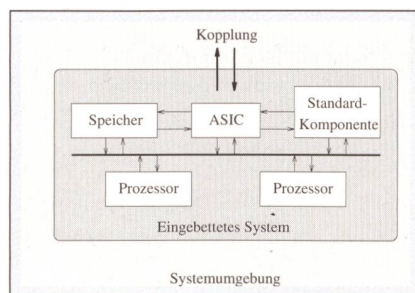 Kopplung
Speicher
ASIC
Standard-
Komponente
Prozessor
Prozessor
Eingebettetes System
Systemumgebung